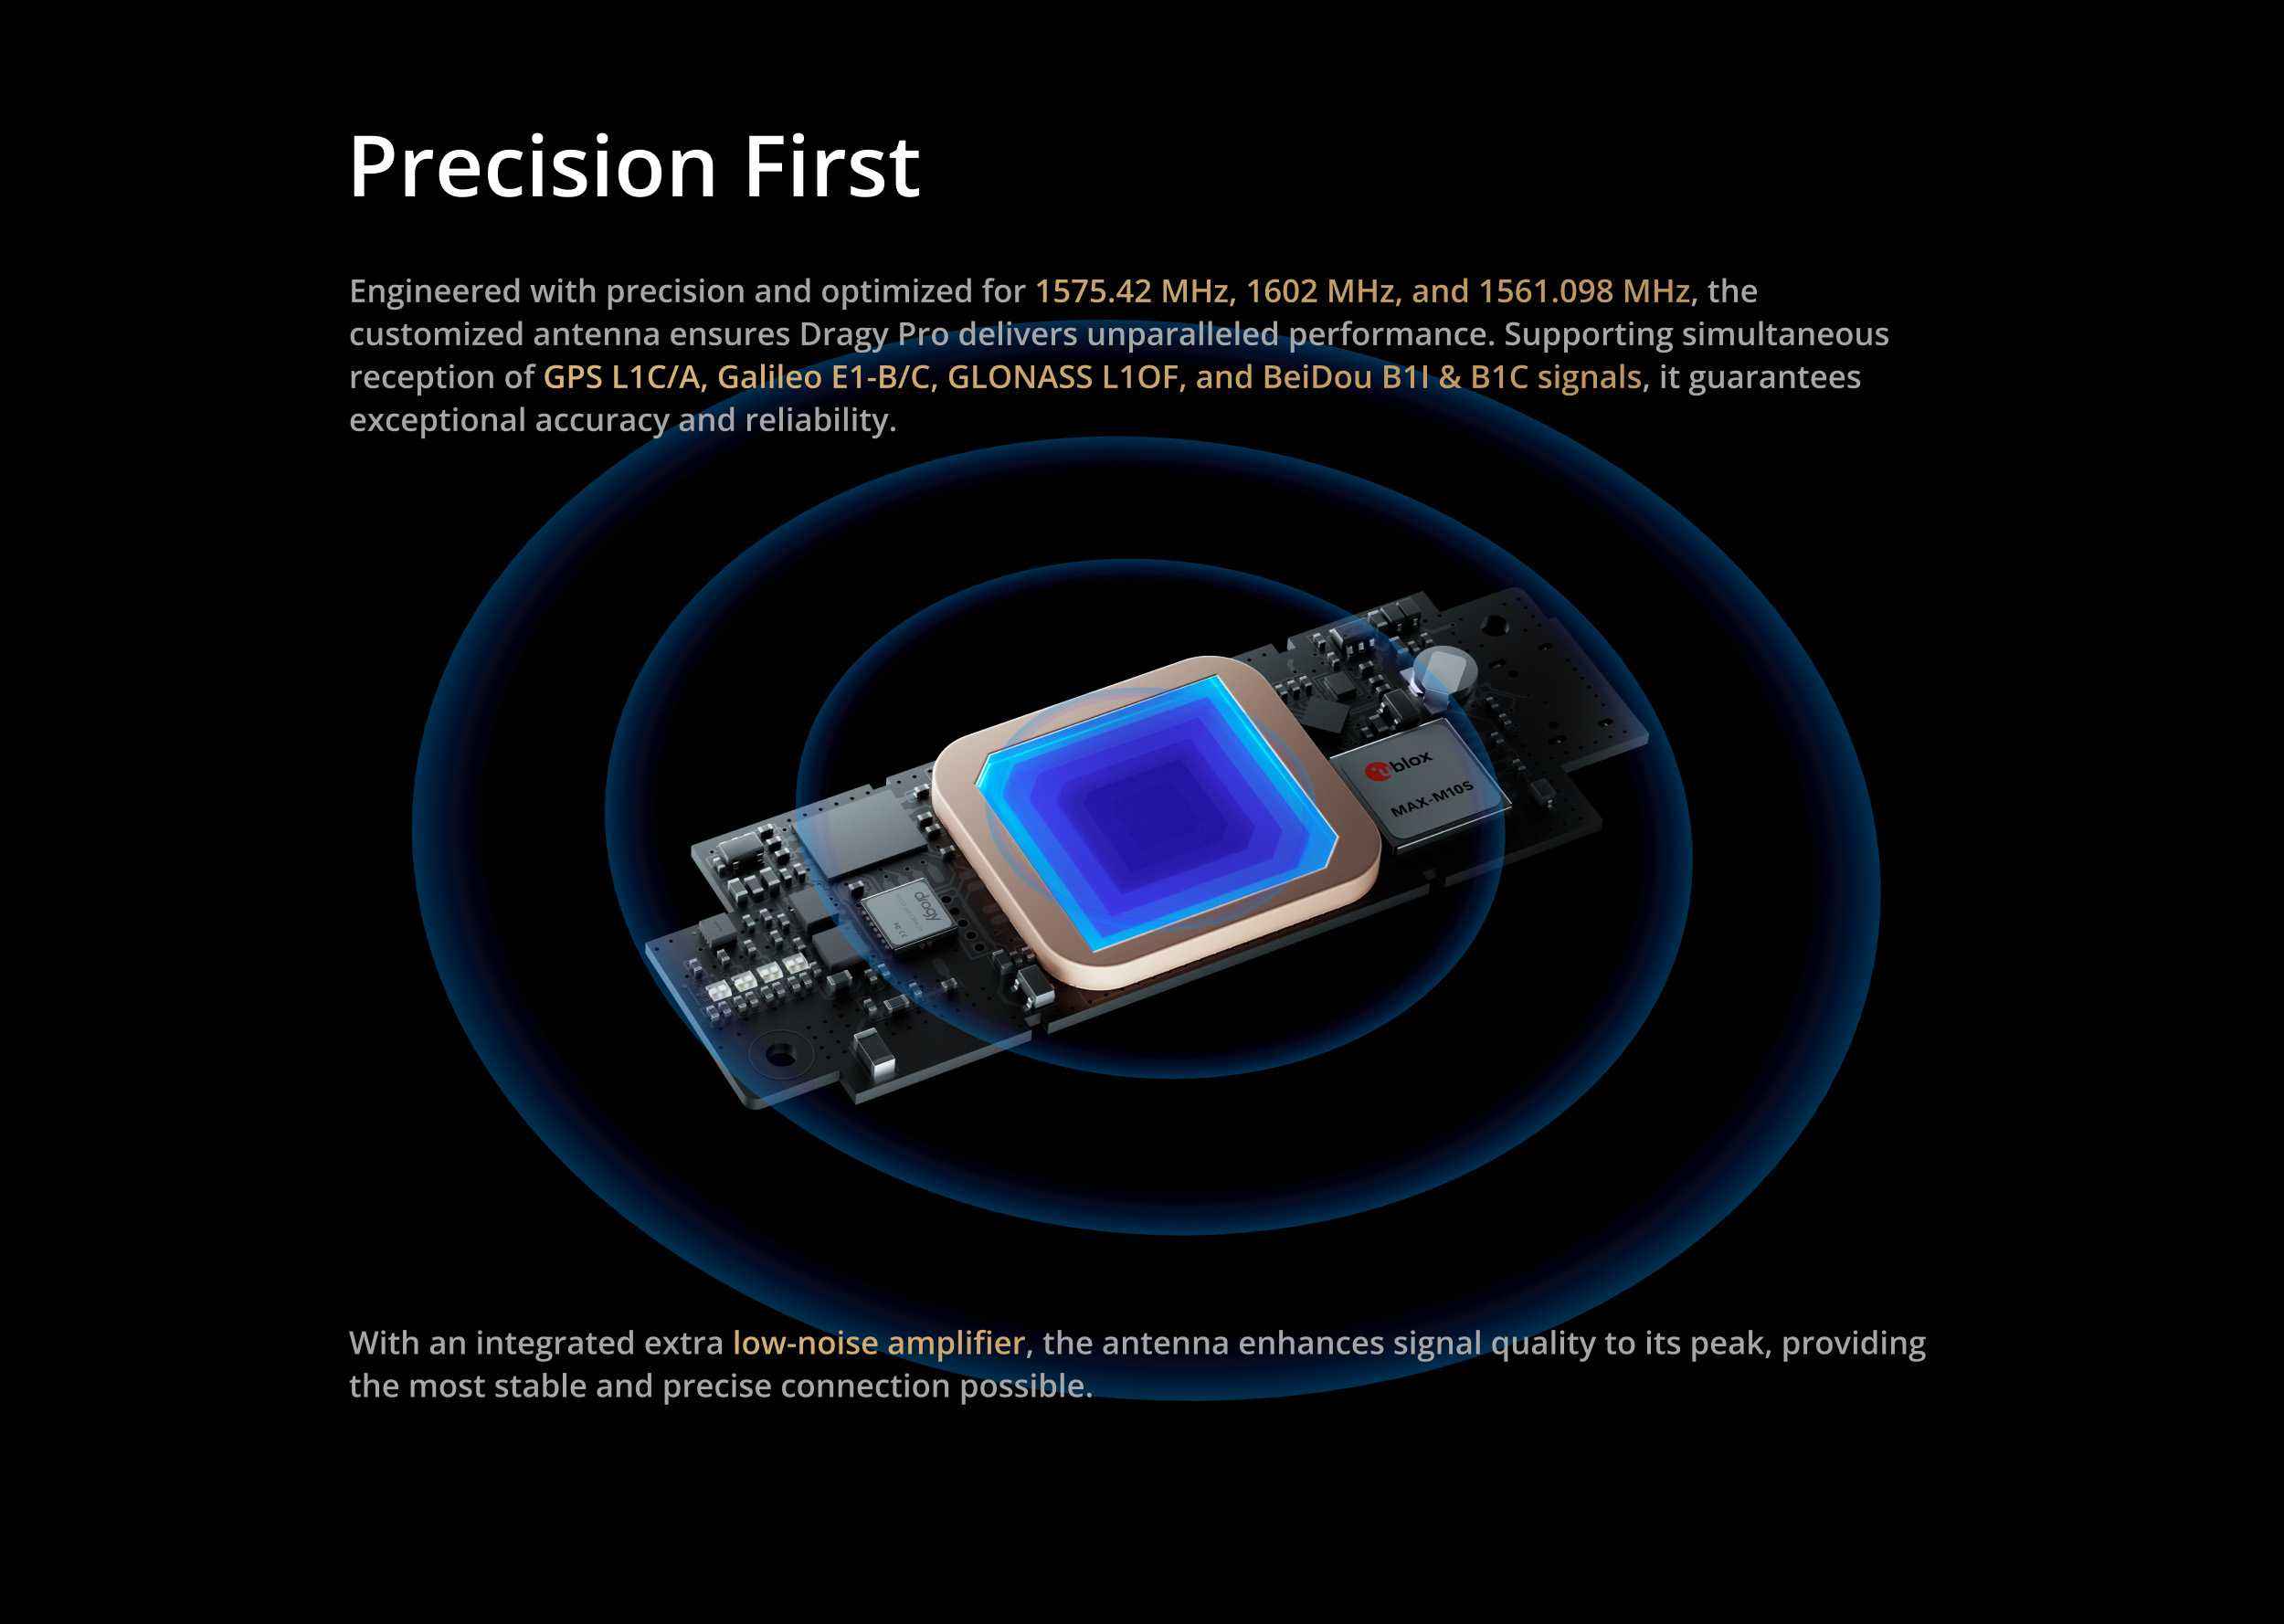 Precision First
Engineered with precision and optimized for 1575.42 MHz, 1602 MHz, and 1561.098 MHz, the
customized antenna ensures Dragy Pro delivers unparalleled performance. Supporting simultaneous
reception of GPS L1C/A, Galileo E1-B/C, GLONASS L1OF, and BeiDou B1I & B1C signals, it guarantees
exceptional accuracy and reliability.
blox
MAX-M10S
dragy
With an integrated extra low-noise amplifier, the antenna enhances signal quality to its peak, providing
the most stable and precise connection possible.